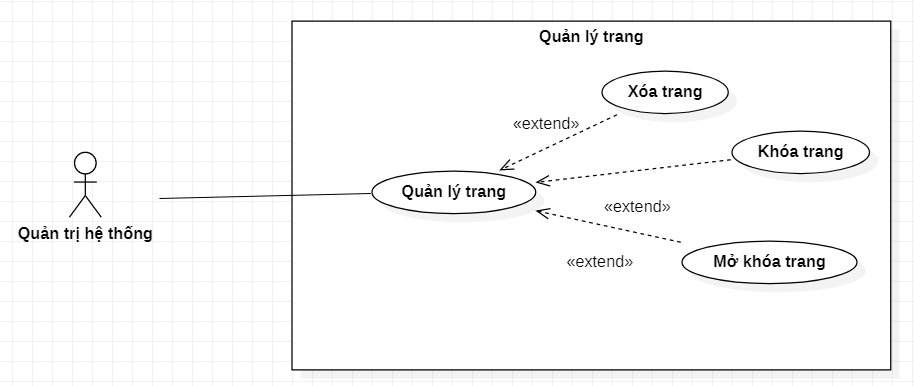 Quản lý trang
Xóa trang
«extend»
Khóa trang
Quản lý trang
«extend»
Quản trị hệ thống
Mở khóa trang
«extend»